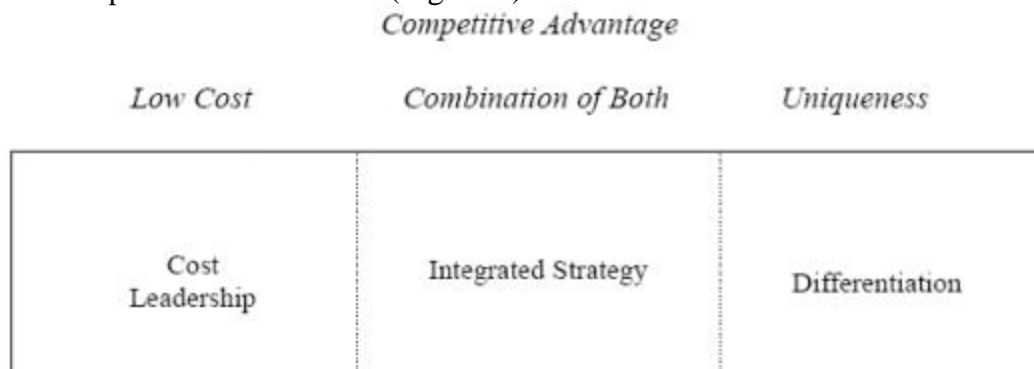 Competitive Advantage
Low Cost Combination of Both Uniqueness
Cost
Leadership
Integrated Strategy
Differentiation